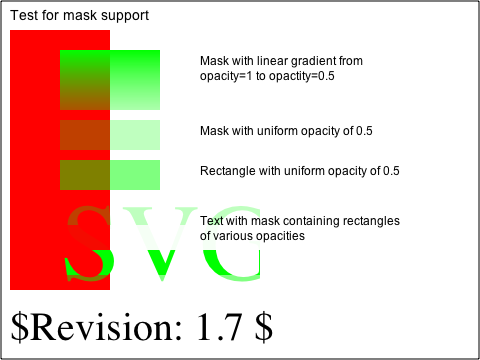 Test for mask support
Mask with linear gradient from
opacity=1 to opactity=0.5
Mask with uniform opacity of 0.5
Rectangle with uniform opacity of 0.5
SVG
Text with mask containing rectangles
of various opacities
$Revision: 1.7 $